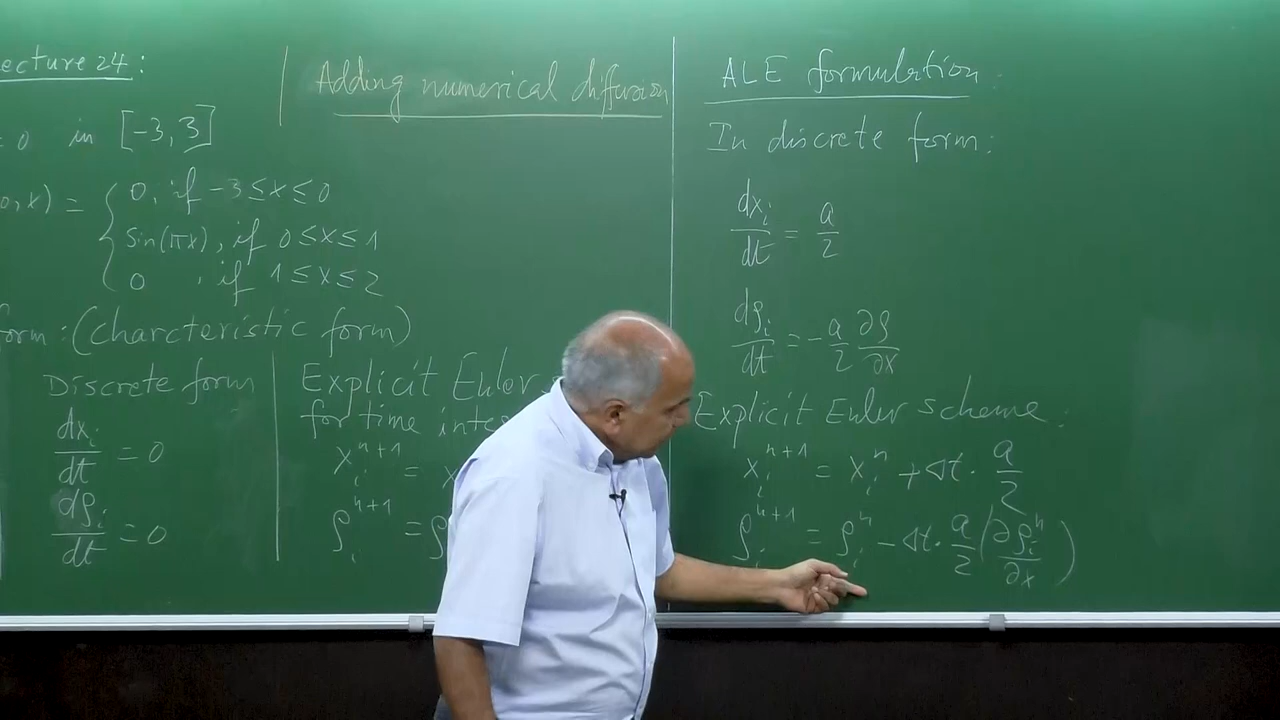 ecture 24:
= 0 in [-3, 3]
0, x) = { 0, if -3 ≤ x ≤ 0
sin(πx), if 0 ≤ x ≤ 1
0 , if 1 ≤ x ≤ 2
form: (charcteristic form)
Discrete form
dx_i/dt = 0
dρ_i/dt = 0
Adding numerical diffusion
Explicit Euler
for time inte
x_i^{n+1} = x
ρ_i^{n+1} = ρ
ALE formulation:
In discrete form:
dx_i/dt = a/2
dρ_i/dt = -a/2 ∂ρ/∂x
Explicit Euler scheme:
x_i^{n+1} = x_i^n + Δt · a/2
ρ_i^{n+1} = ρ_i^n - Δt · a/2 (∂ρ_i^n/∂x)